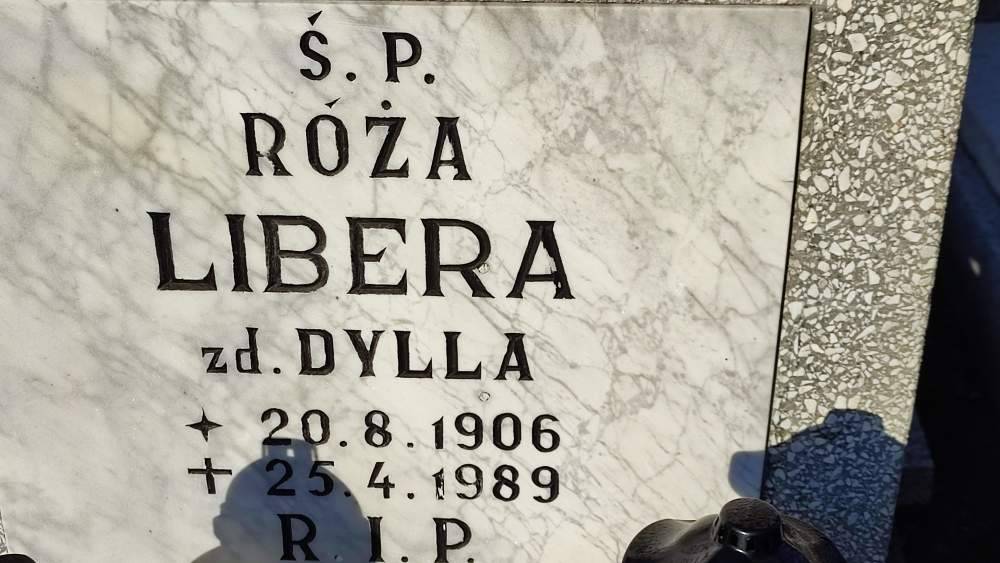 Ś. P.
RÓŻA
LIBERA
zd. DYLLA
✦ 20. 8. 1906
✝ 25. 4. 1989
R. I. P.